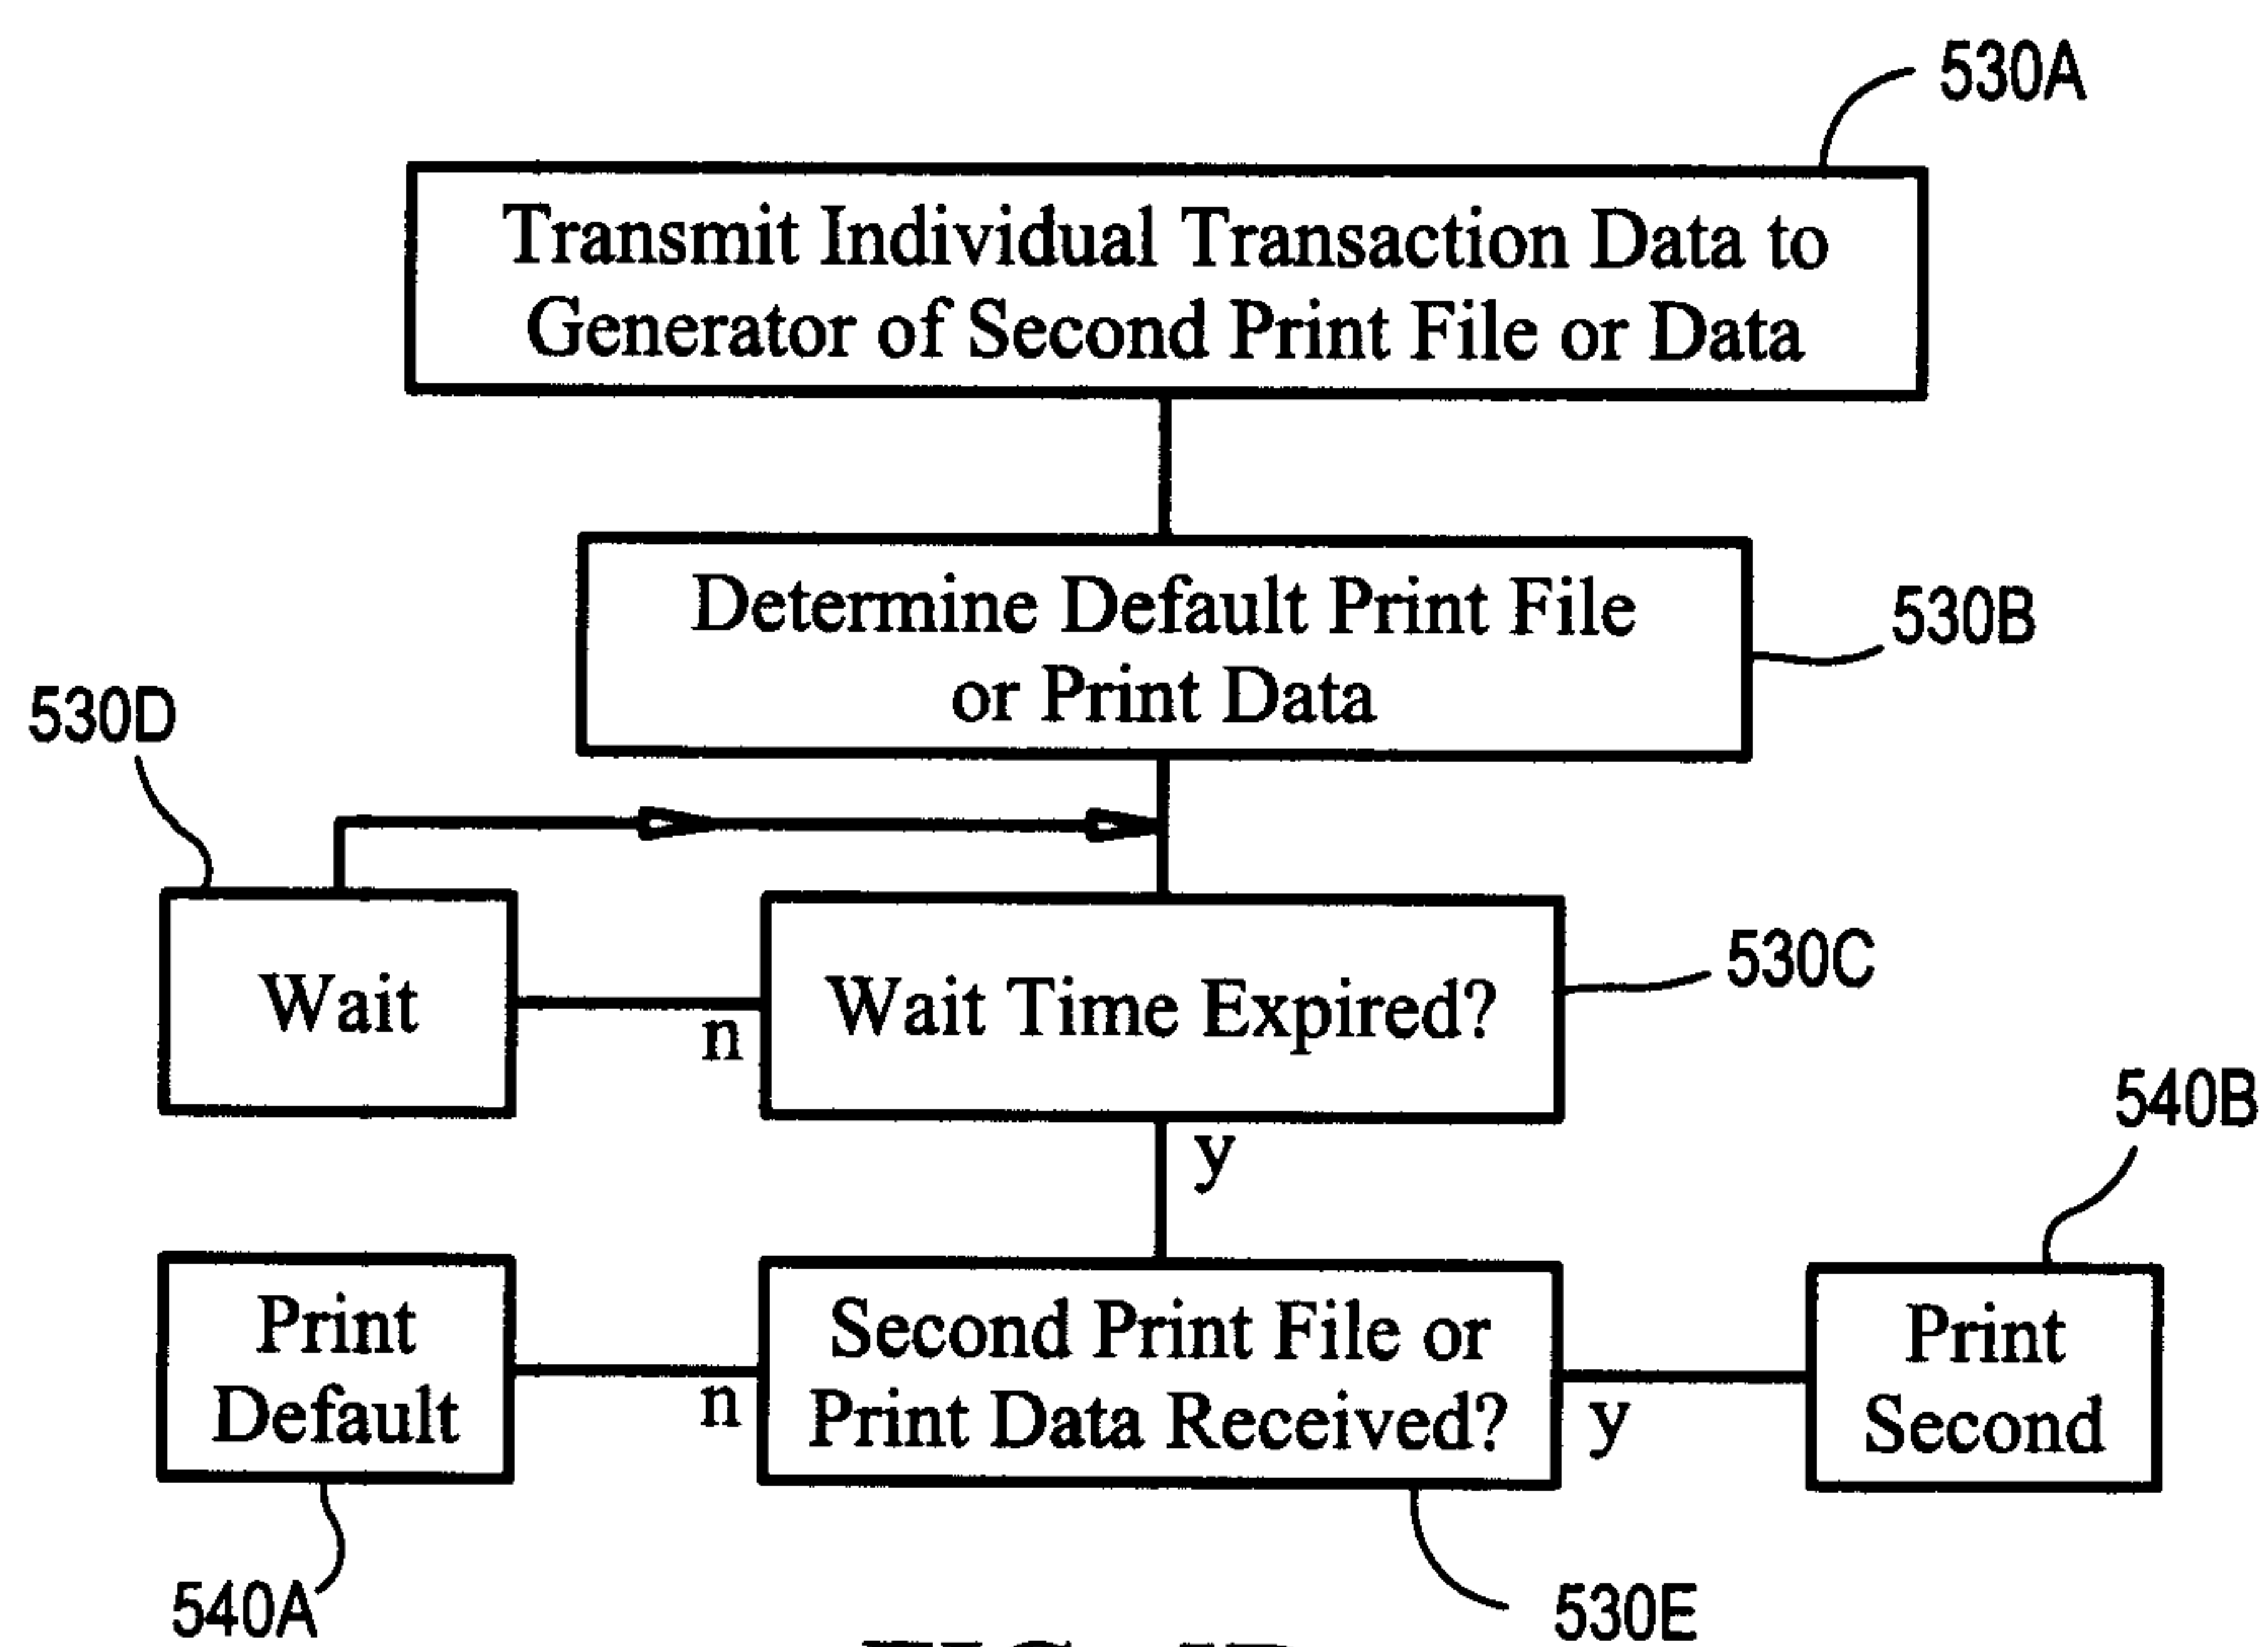 530A
Transmit Individual Transaction Data to
Generator of Second Print File or Data
Determine Default Print File
or Print Data
530B
530D
Wait
n
Wait Time Expired?
530C
y
540B
Print
Default
n
Second Print File or
Print Data Received?
y
Print
Second
540A
530E